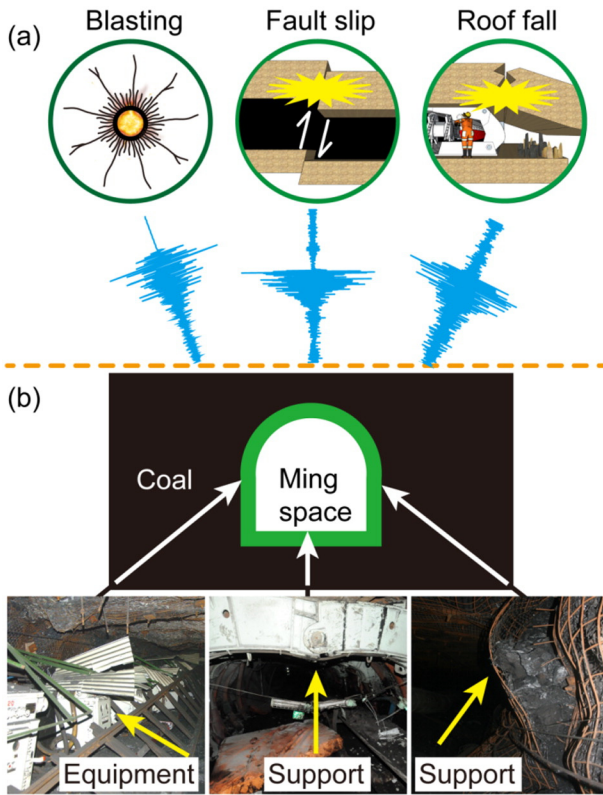 Blasting Fault slip Roof fall
(a)
(b)
Coal
Ming
space
Equipment Support Support